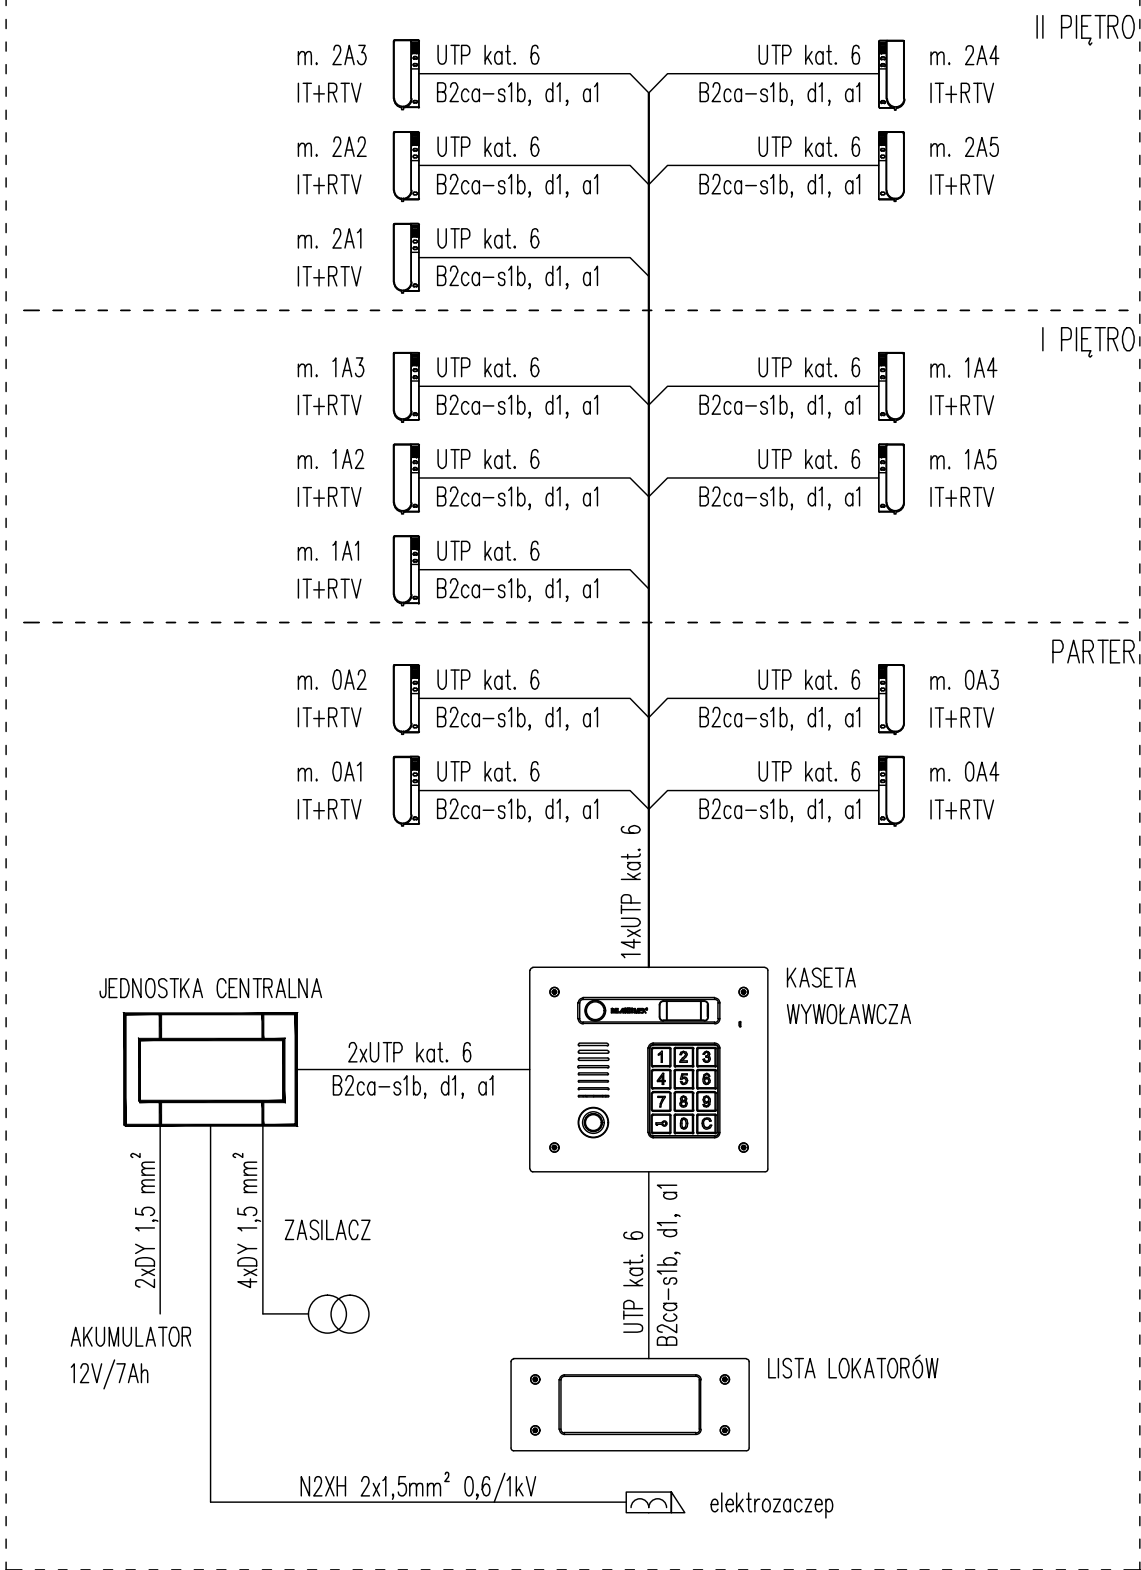 II PIĘTRO
m. 2A3
IT+RTV
UTP kat. 6
B2ca-s1b, d1, a1
UTP kat. 6
B2ca-s1b, d1, a1
m. 2A4
IT+RTV
m. 2A2
IT+RTV
UTP kat. 6
B2ca-s1b, d1, a1
UTP kat. 6
B2ca-s1b, d1, a1
m. 2A5
IT+RTV
m. 2A1
IT+RTV
UTP kat. 6
B2ca-s1b, d1, a1
I PIĘTRO
m. 1A3
IT+RTV
UTP kat. 6
B2ca-s1b, d1, a1
UTP kat. 6
B2ca-s1b, d1, a1
m. 1A4
IT+RTV
m. 1A2
IT+RTV
UTP kat. 6
B2ca-s1b, d1, a1
UTP kat. 6
B2ca-s1b, d1, a1
m. 1A5
IT+RTV
m. 1A1
IT+RTV
UTP kat. 6
B2ca-s1b, d1, a1
PARTER
m. 0A2
IT+RTV
UTP kat. 6
B2ca-s1b, d1, a1
UTP kat. 6
B2ca-s1b, d1, a1
m. 0A3
IT+RTV
m. 0A1
IT+RTV
UTP kat. 6
B2ca-s1b, d1, a1
UTP kat. 6
B2ca-s1b, d1, a1
m. 0A4
IT+RTV
14xUTP kat. 6
JEDNOSTKA CENTRALNA
KASETA
WYWOŁAWCZA
2xUTP kat. 6
B2ca-s1b, d1, a1
1 2 3
4 5 6
7 8 9
0 C
2xDY 1,5 mm²
4xDY 1,5 mm²
ZASILACZ
UTP kat. 6
B2ca-s1b, d1, a1
AKUMULATOR
12V/7Ah
LISTA LOKATORÓW
N2XH 2x1,5mm² 0,6/1kV
elektrozaczep